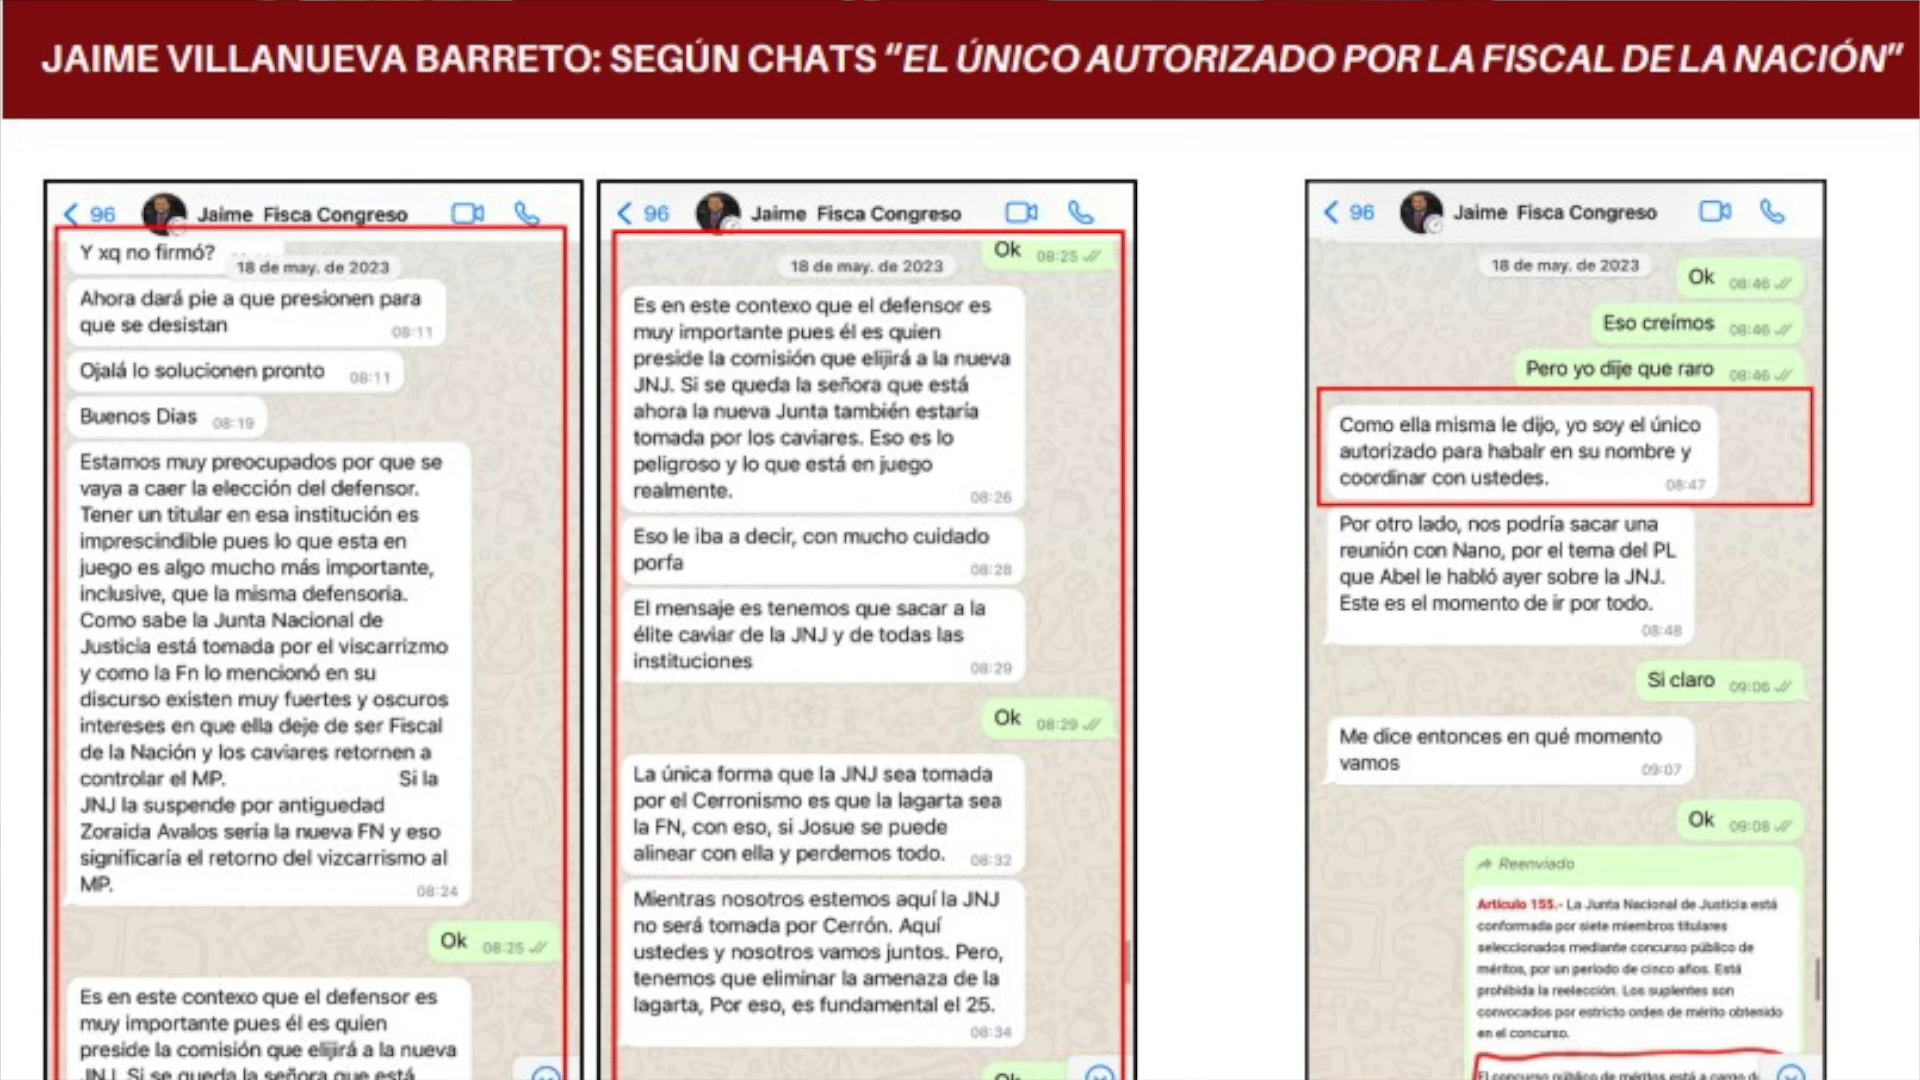 JAIME VILLANUEVA BARRETO: SEGÚN CHATS “EL ÚNICO AUTORIZADO POR LA FISCAL DE LA NACIÓN”
96
Jaime Fisca Congreso
Y xq no firmó?
18 de may. de 2023
Ahora dará pie a que presionen para
que se desistan
08:11
Ojalá lo solucionen pronto 08:11
Buenos Dias 08:19
Estamos muy preocupados por que se
vaya a caer la elección del defensor.
Tener un titular en esa institución es
imprescindible pues lo que esta en
juego es algo mucho más importante,
inclusive, que la misma defensoria.
Como sabe la Junta Nacional de
Justicia está tomada por el viscarrizmo
y como la Fn lo mencionó en su
discurso existen muy fuertes y oscuros
intereses en que ella deje de ser Fiscal
de la Nación y los caviares retornen a
controlar el MP. Si la
JNJ la suspende por antiguedad
Zoraida Avalos sería la nueva FN y eso
significaría el retorno del vizcarrismo al
MP.
08:24
Ok 08:25
Es en este contexo que el defensor es
muy importante pues él es quien
preside la comisión que elijirá a la nueva
JNJ. Si se queda la señora que está
96
Jaime Fisca Congreso
Ok 08:25
18 de may. de 2023
Es en este contexo que el defensor es
muy importante pues él es quien
preside la comisión que elijirá a la nueva
JNJ. Si se queda la señora que está
ahora la nueva Junta también estaría
tomada por los caviares. Eso es lo
peligroso y lo que está en juego
realmente.
08:26
Eso le iba a decir, con mucho cuidado
porfa
08:28
El mensaje es tenemos que sacar a la
élite caviar de la JNJ y de todas las
instituciones
08:29
Ok 08:29
La única forma que la JNJ sea tomada
por el Cerronismo es que la lagarta sea
la FN, con eso, si Josue se puede
alinear con ella y perdemos todo.
08:32
Mientras nosotros estemos aquí la JNJ
no será tomada por Cerrón. Aquí
ustedes y nosotros vamos juntos. Pero,
tenemos que eliminar la amenaza de la
lagarta, Por eso, es fundamental el 25.
08:34
Ok
96
Jaime Fisca Congreso
18 de may. de 2023
Ok 08:46
Eso creímos 08:46
Pero yo dije que raro 08:46
Como ella misma le dijo, yo soy el único
autorizado para habalr en su nombre y
coordinar con ustedes.
08:47
Por otro lado, nos podría sacar una
reunión con Nano, por el tema del PL
que Abel le habló ayer sobre la JNJ.
Este es el momento de ir por todo.
08:48
Si claro 09:06
Me dice entonces en qué momento
vamos
09:07
Ok 09:08
Reenviado
Artículo 155.- La Junta Nacional de Justicia está
conformada por siete miembros titulares
seleccionados mediante concurso público de
méritos, por un periodo de cinco años. Está
prohibida la reelección. Los suplentes son
convocados por estricto orden de mérito obtenido
en el concurso.
El concurso público de méritos está a cargo d